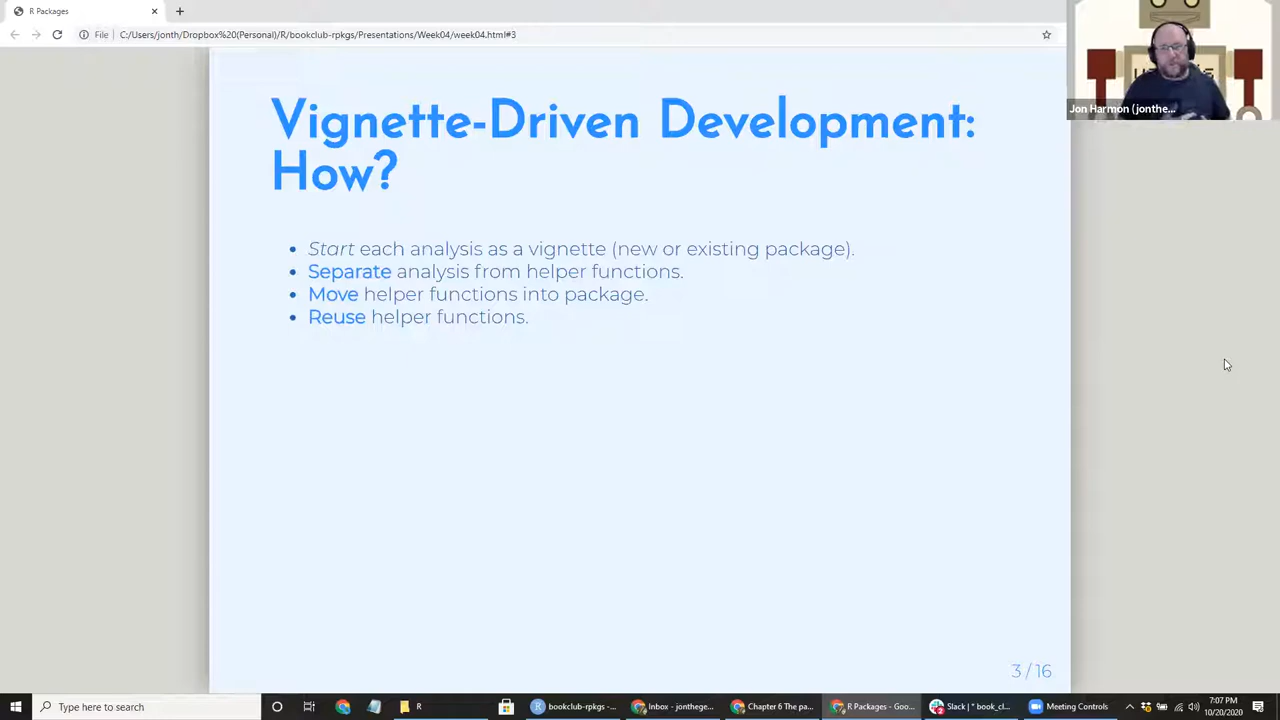 R Packages
File
C:/Users/jonth/Dropbox%20(Personal)/R/bookclub-rpkgs/Presentations/Week04/week04.html#3
Jon Harmon (jonthe...
Vignette-Driven Development:
How?
• Start each analysis as a vignette (new or existing package).
• Separate analysis from helper functions.
• Move helper functions into package.
• Reuse helper functions.
3 / 16
Type here to search
R
bookclub-rpkgs - ...
Inbox - jonthege...
Chapter 6 The pa...
R Packages - Goo...
Slack | * book_cl...
Meeting Controls
7:07 PM
10/20/2020